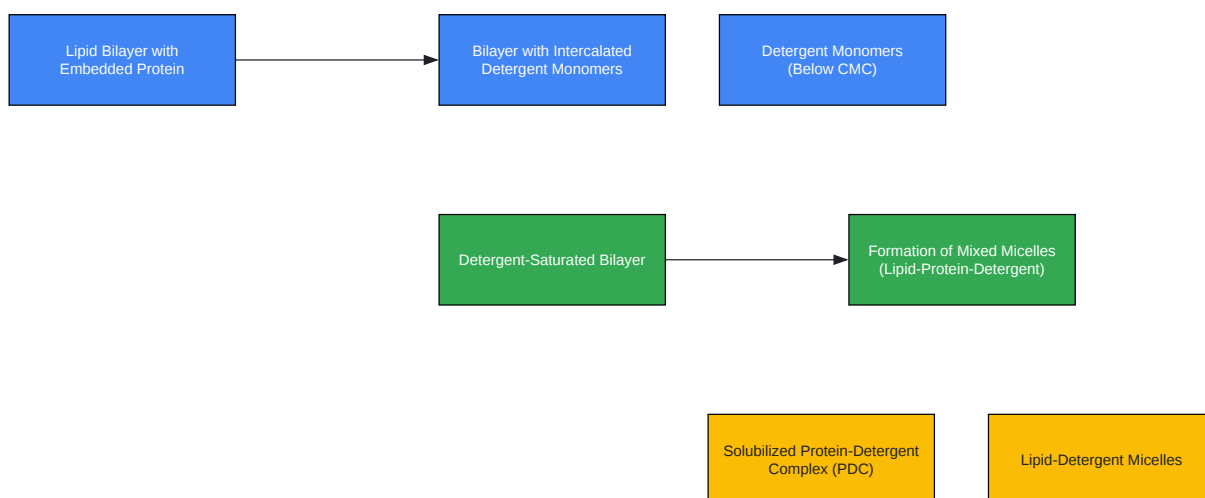 Lipid Bilayer with
Embedded Protein
Bilayer with Intercalated
Detergent Monomers
Detergent Monomers
(Below CMC)
Detergent-Saturated Bilayer
Formation of Mixed Micelles
(Lipid-Protein-Detergent)
Solubilized Protein-Detergent
Complex (PDC)
Lipid-Detergent Micelles